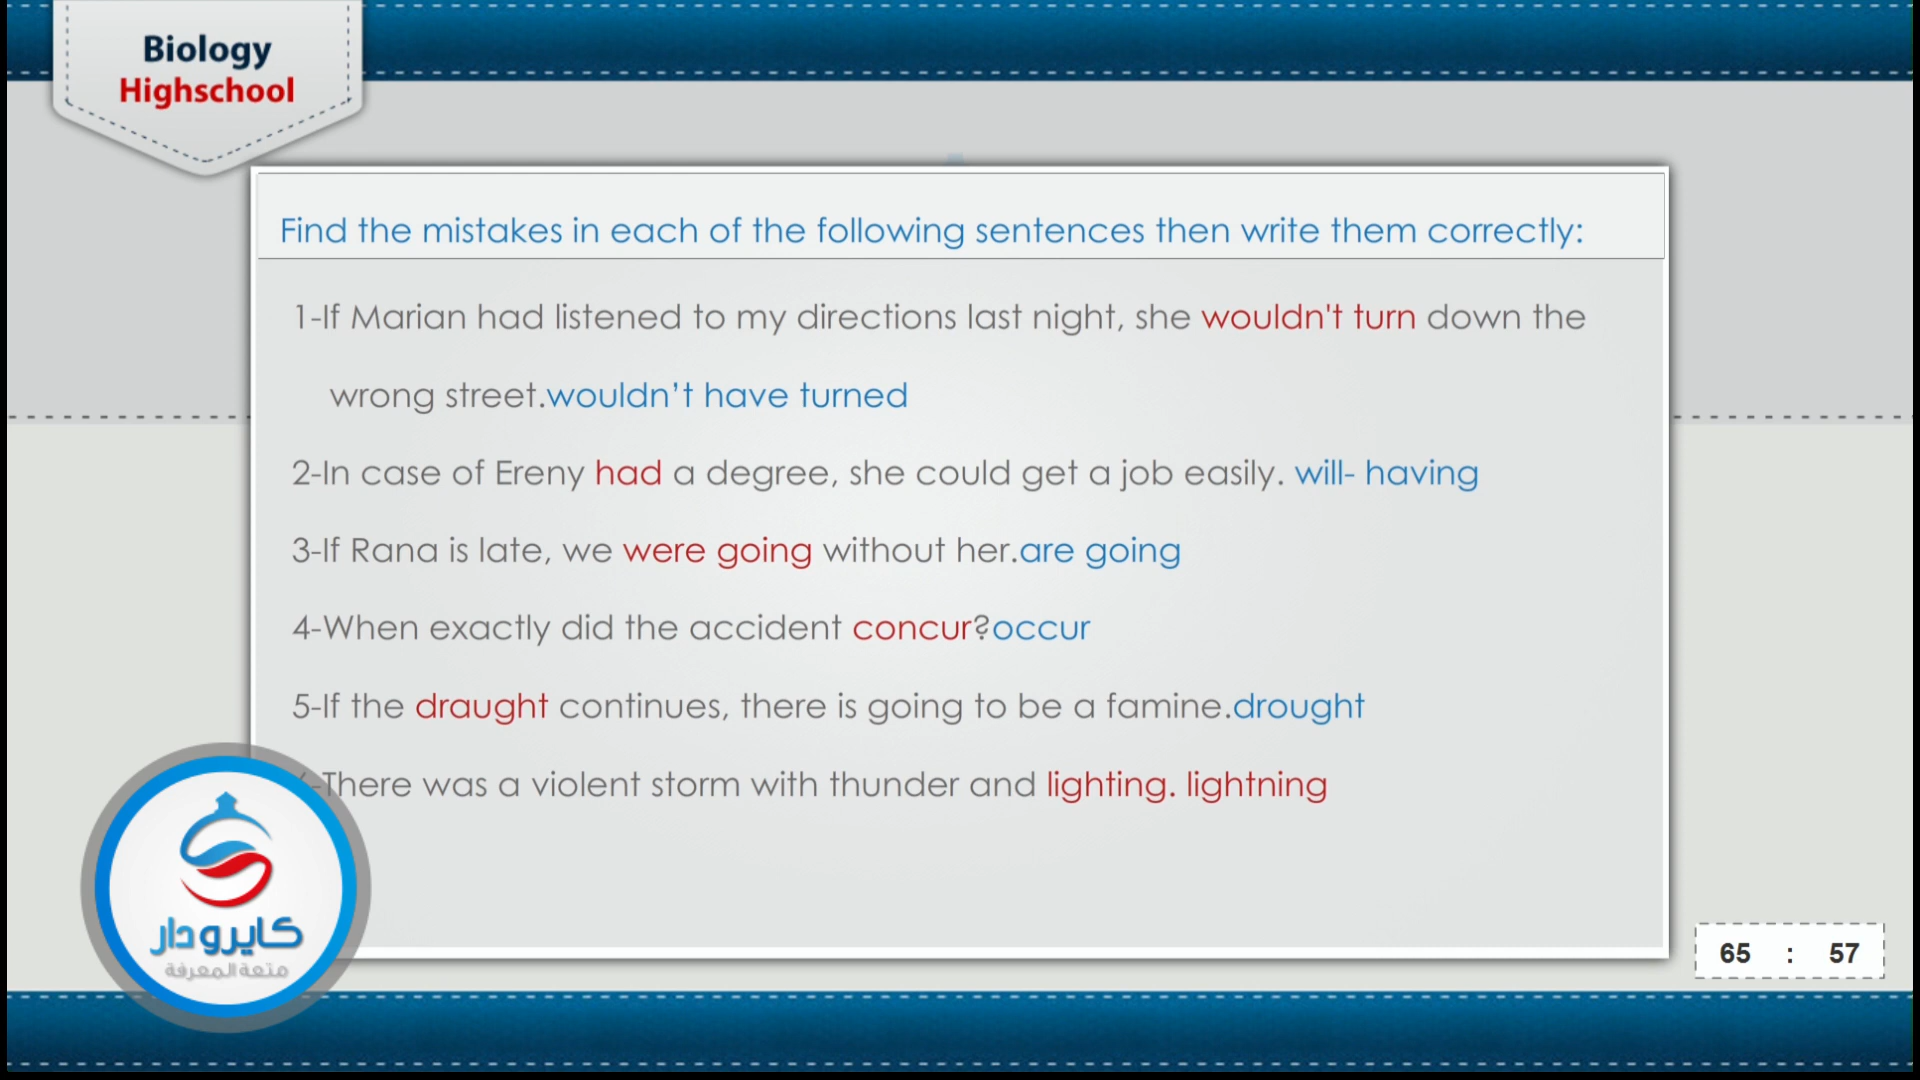 Biology
Highschool
Find the mistakes in each of the following sentences then write them correctly:
1-If Marian had listened to my directions last night, she wouldn't turn down the
wrong street.wouldn’t have turned
2-In case of Ereny had a degree, she could get a job easily. will- having
3-If Rana is late, we were going without her.are going
4-When exactly did the accident concur?occur
5-If the draught continues, there is going to be a famine.drought
-There was a violent storm with thunder and lighting. lightning
كايرودار
متعة المعرفة
65 : 57